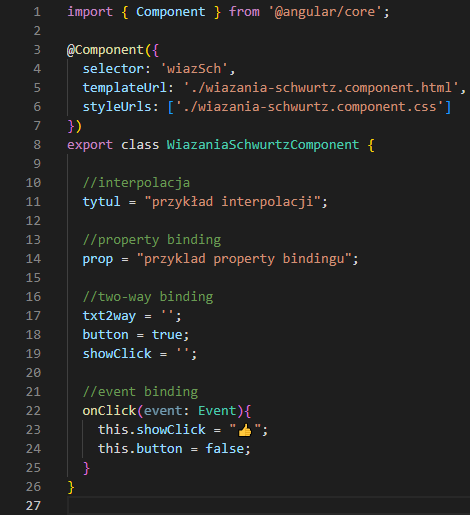 1 import { Component } from '@angular/core';
2
3 @Component({
4   selector: 'wiazSch',
5   templateUrl: './wiazania-schwurtz.component.html',
6   styleUrls: ['./wiazania-schwurtz.component.css']
7 })
8 export class WiazaniaSchwurtzComponent {
9
10   //interpolacja
11   tytul = "przykład interpolacji";
12
13   //property binding
14   prop = "przyklad property bindingu";
15
16   //two-way binding
17   txt2way = '';
18   button = true;
19   showClick = '';
20
21   //event binding
22   onClick(event: Event){
23     this.showClick = "👍";
24     this.button = false;
25   }
26 }
27